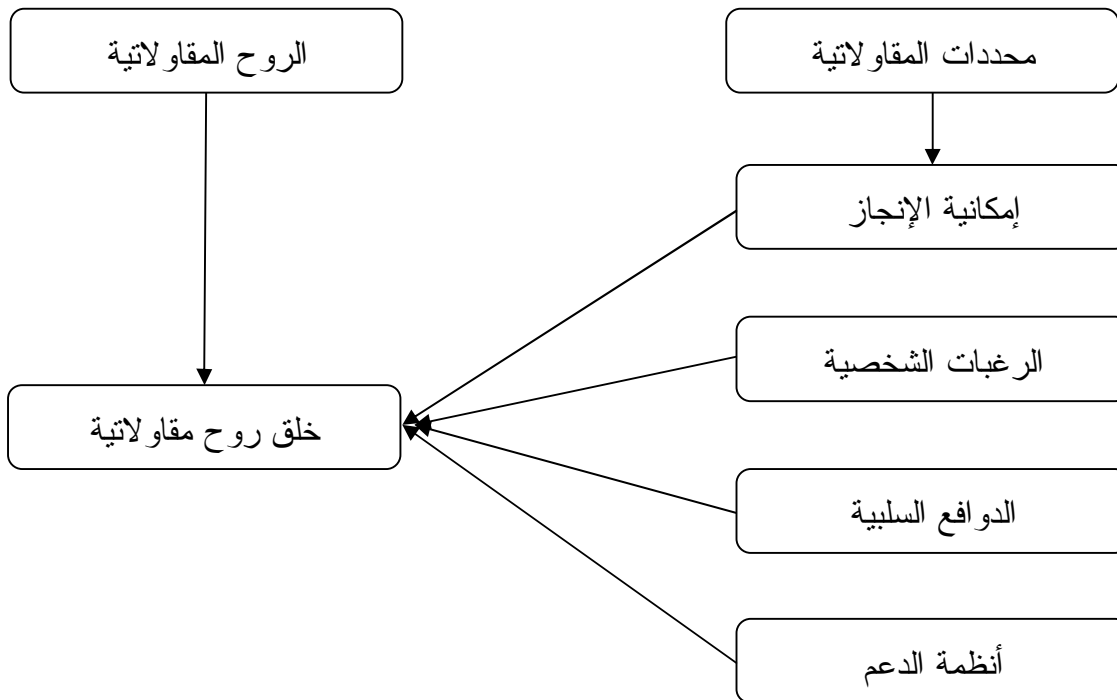 محددات المقاولاتية
الروح المقاولاتية
إمكانية الإنجاز
الرغبات الشخصية
خلق روح مقاولاتية
الدوافع السلبية
أنظمة الدعم